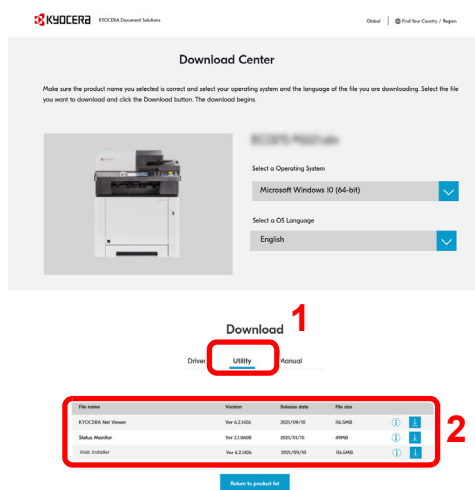 KYOCERA KYOCERA Document Solutions Global Find Your Country / Region
Download Center
Make sure the product name you selected is correct and select your operating system and the language of the file you are downloading. Select the file
you want to download and click the Download button. The download begins.
Select a Operating System
Microsoft Windows 10 (64-bit)
Select a OS Language
English
1
Download
Driver Utility Manual
2
File name Version Release date File size
KYOCERA Net Viewer Ver 6.2.1426 2021/09/10 116.5MB
Status Monitor Ver 2.1.0608 2021/01/15 49MB
Web Installer Ver 6.2.1426 2021/09/10 116.6MB
Return to product list